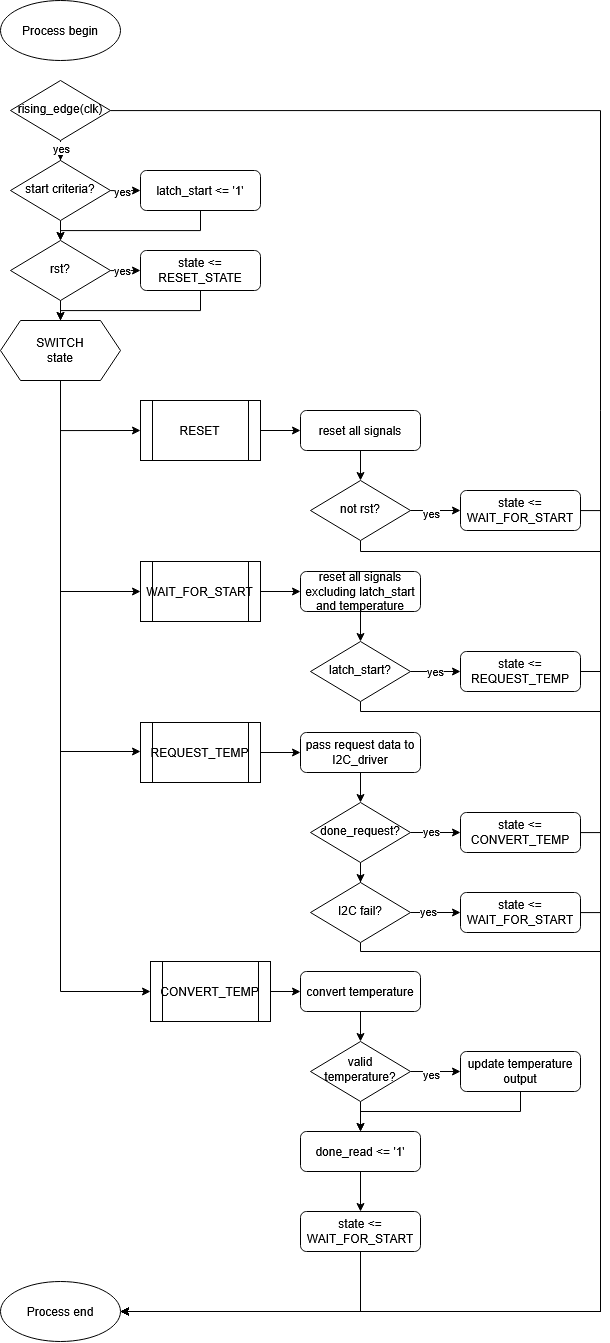 Process begin
rising_edge(clk)
yes
start criteria?
yes
latch_start <= '1'
rst?
yes
state <=
RESET_STATE
SWITCH
state
RESET
reset all signals
not rst?
yes
state <=
WAIT_FOR_START
WAIT_FOR_START
reset all signals
excluding latch_start
and temperature
latch_start?
yes
state <=
REQUEST_TEMP
REQUEST_TEMP
pass request data to
I2C_driver
done_request?
yes
state <=
CONVERT_TEMP
I2C fail?
yes
state <=
WAIT_FOR_START
CONVERT_TEMP
convert temperature
valid
temperature?
yes
update temperature
output
done_read <= '1'
state <=
WAIT_FOR_START
Process end